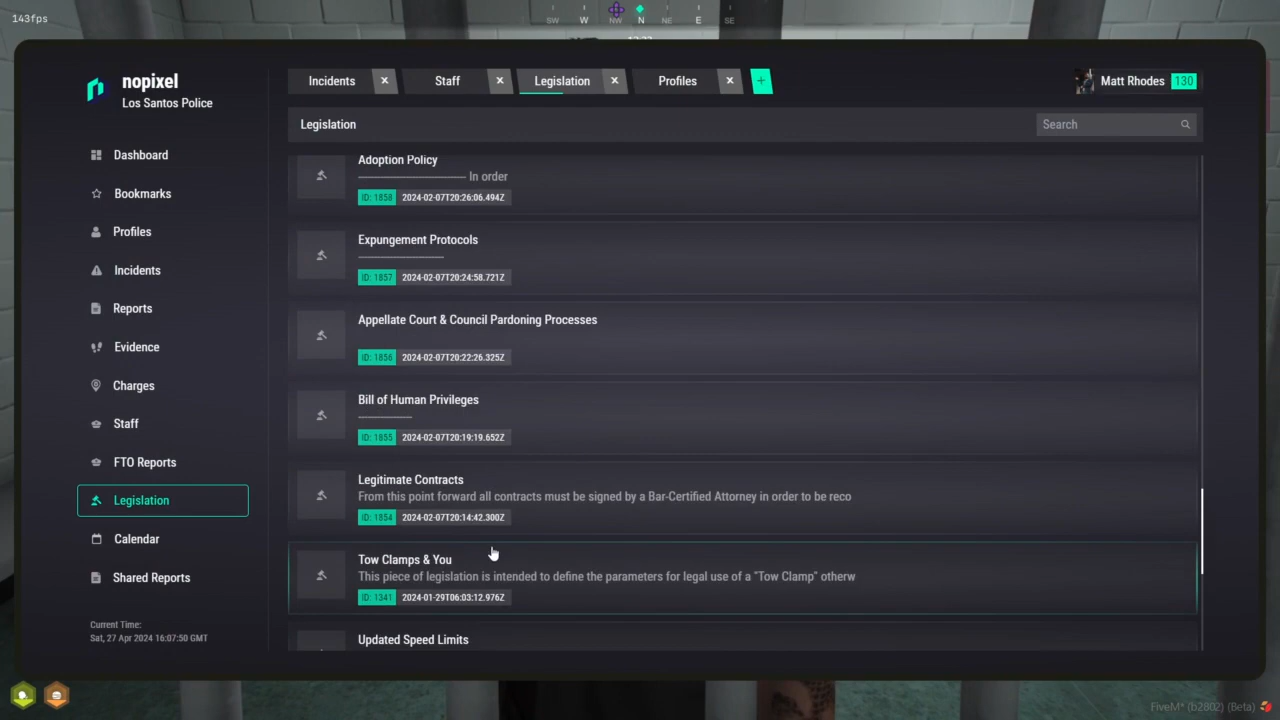 143fps
SW W NW N NE E SE
nopixel
Los Santos Police
Incidents
Staff
Legislation
Profiles
+
Matt Rhodes 130
Legislation
Search
Dashboard
Bookmarks
Profiles
Incidents
Reports
Evidence
Charges
Staff
FTO Reports
Legislation
Calendar
Shared Reports
Current Time:
Sat, 27 Apr 2024 16:07:50 GMT
Adoption Policy
---------------------------------- In order
ID: 1858 2024-02-07T20:26:06.494Z
Expungement Protocols
ID: 1857 2024-02-07T20:24:58.721Z
Appellate Court & Council Pardoning Processes
ID: 1856 2024-02-07T20:22:26.325Z
Bill of Human Privileges
ID: 1855 2024-02-07T20:19:19.652Z
Legitimate Contracts
From this point forward all contracts must be signed by a Bar-Certified Attorney in order to be reco
ID: 1854 2024-02-07T20:14:42.300Z
Tow Clamps & You
This piece of legislation is intended to define the parameters for legal use of a "Tow Clamp" otherw
ID: 1341 2024-01-29T06:03:12.976Z
Updated Speed Limits
FiveM* (b2802) (Beta)